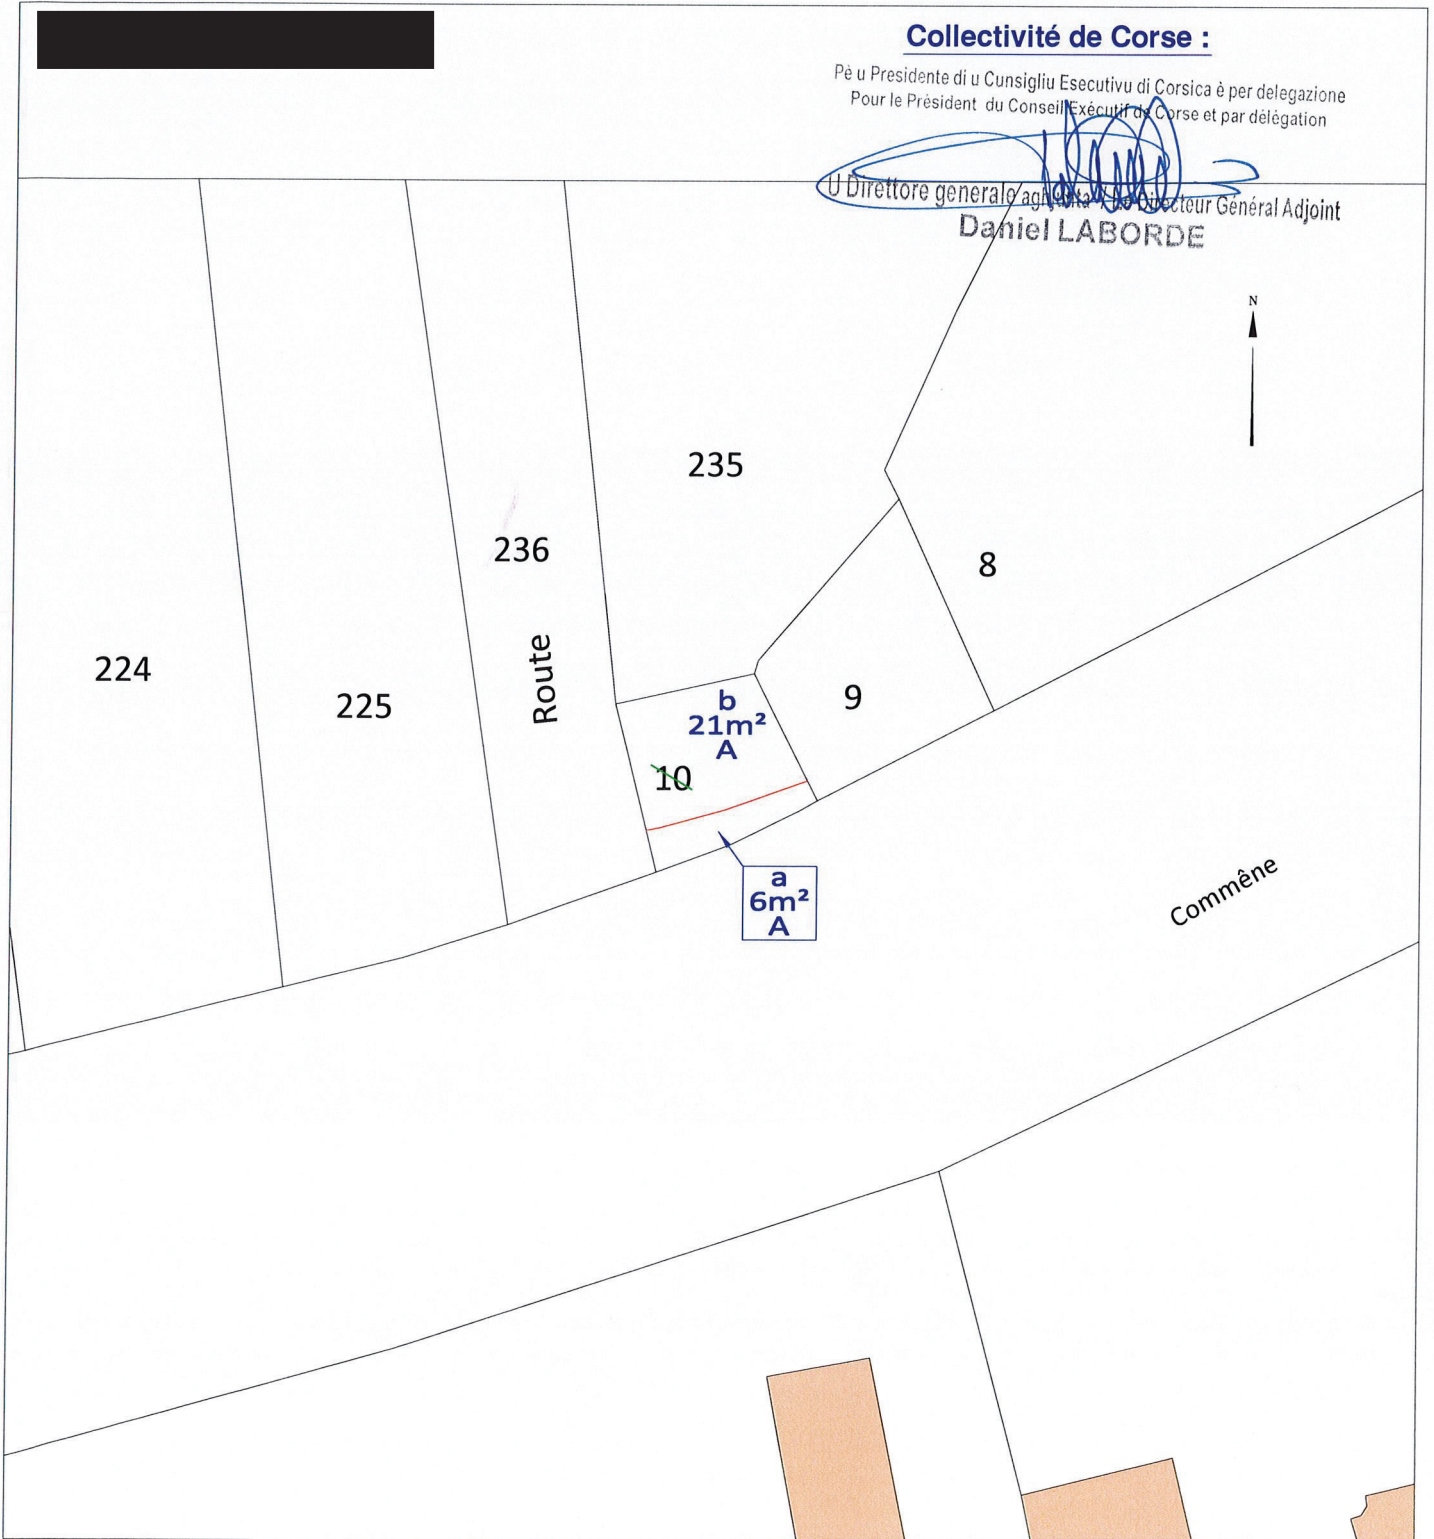 Collectivité de Corse :
Pè u Presidente di u Cunsigliu Esecutivu di Corsica è per delegazione
Pour le Président du Conseil Exécutif de Corse et par délégation
U Direttore generale aghjunta / Le Directeur Général Adjoint
Daniel LABORDE
N
235
236
8
Route
224
225
9
b
21m²
A
10
a
6m²
A
Commêne